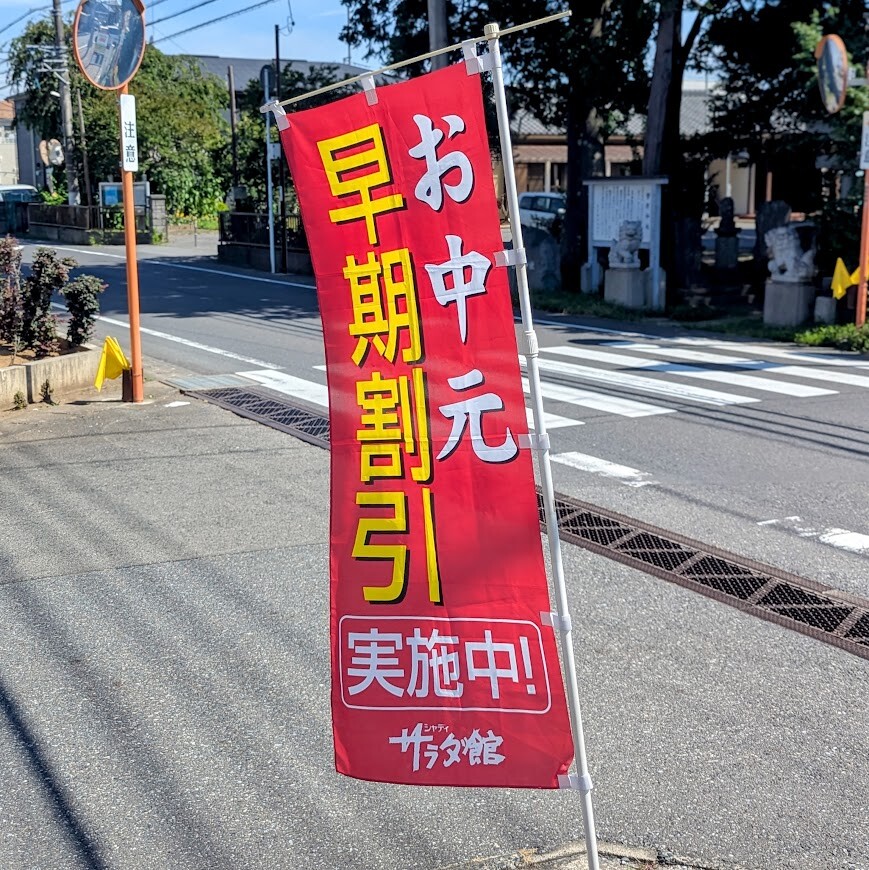 お中元
早期割引
実施中!
シャディ
サラダ館
注意